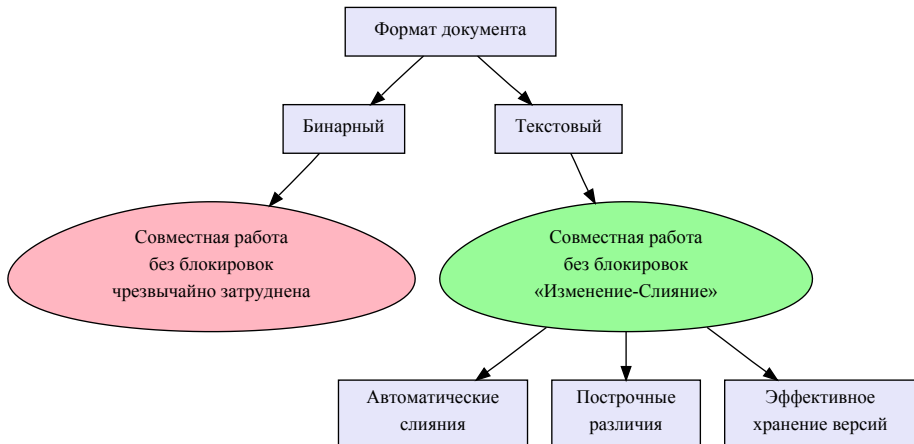 Формат документа
Бинарный
Текстовый
Совместная работа
без блокировок
чрезвычайно затруднена
Совместная работа
без блокировок
«Изменение-Слияние»
Автоматические
слияния
Построчные
различия
Эффективное
хранение версий